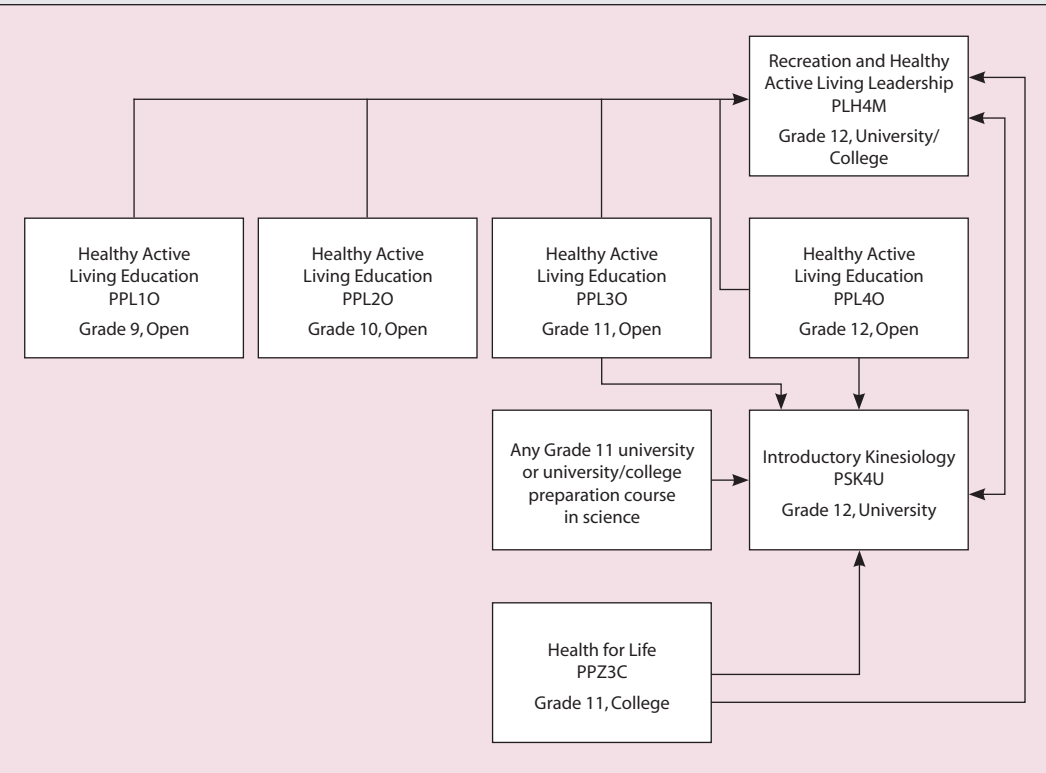 Recreation and Healthy
Active Living Leadership
PLH4M
Grade 12, University/
College
Healthy Active
Living Education
PPL1O
Grade 9, Open
Healthy Active
Living Education
PPL2O
Grade 10, Open
Healthy Active
Living Education
PPL3O
Grade 11, Open
Healthy Active
Living Education
PPL4O
Grade 12, Open
Any Grade 11 university
or university/college
preparation course
in science
Introductory Kinesiology
PSK4U
Grade 12, University
Health for Life
PPZ3C
Grade 11, College